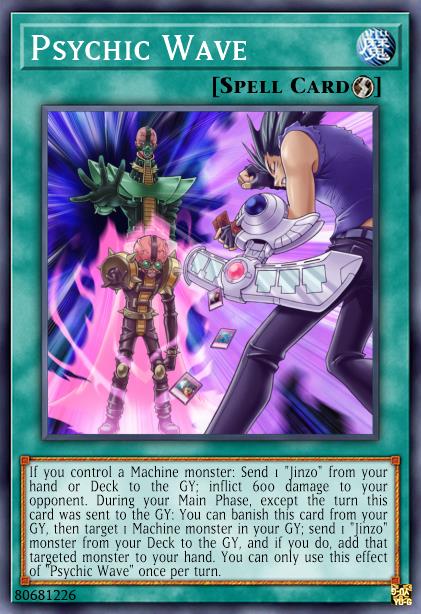 Psychic Wave
[Spell Card]
If you control a Machine monster: Send 1 "Jinzo" from your
hand or Deck to the GY; inflict 600 damage to your
opponent. During your Main Phase, except the turn this
card was sent to the GY: You can banish this card from your
GY, then target 1 Machine monster in your GY; send 1 "Jinzo"
monster from your Deck to the GY, and if you do, add that
targeted monster to your hand. You can only use this effect
of "Psychic Wave" once per turn.
80681226